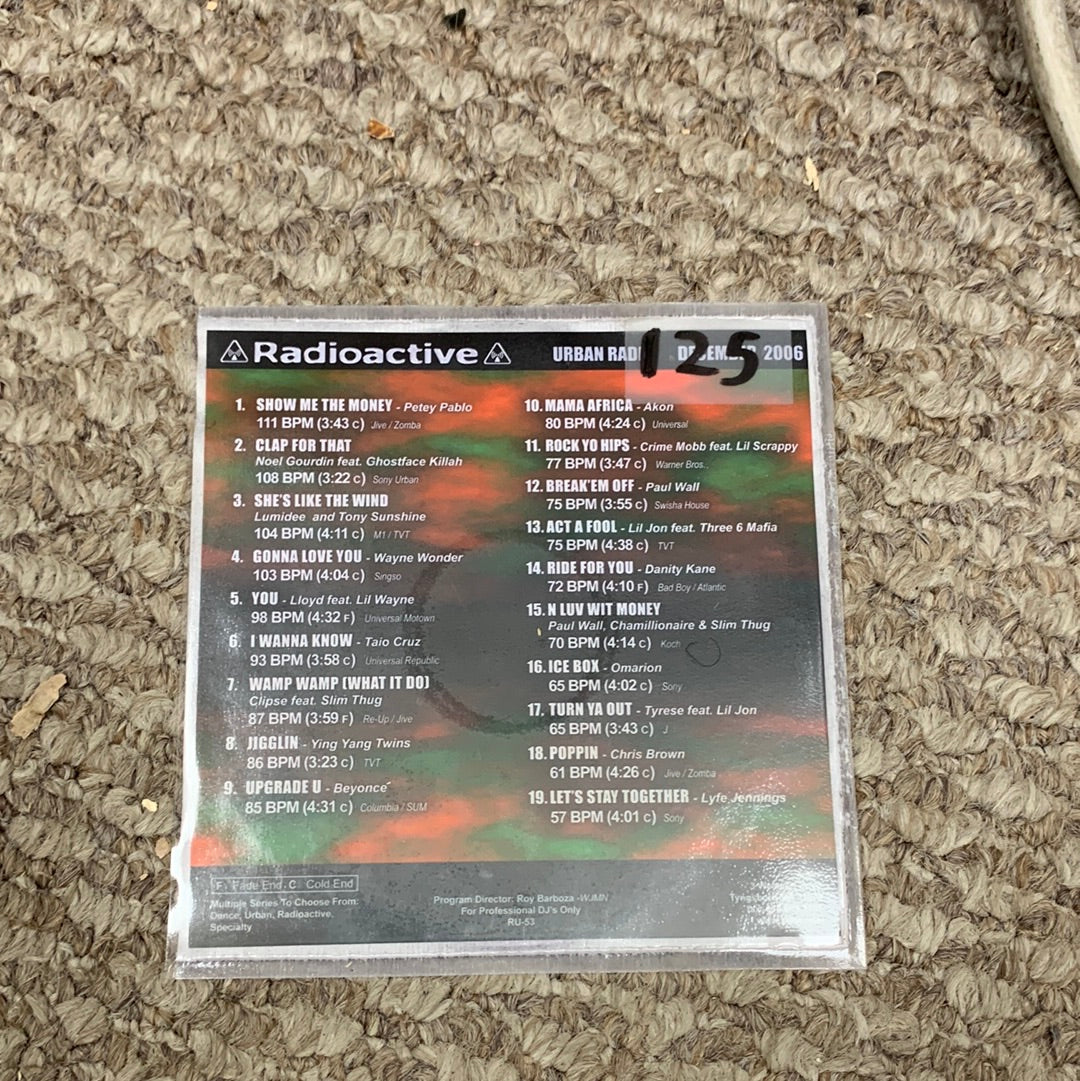 Radioactive
URBAN RADIO DECEMBER 2006
125
1. SHOW ME THE MONEY - Petey Pablo
111 BPM (3:43 C) Jive / Zomba
2. CLAP FOR THAT
Noel Gourdin feat. Ghostface Killah
108 BPM (3:22 C) Sony Urban
3. SHE'S LIKE THE WIND
Lumidee and Tony Sunshine
104 BPM (4:11 C) M1 / TVT
4. GONNA LOVE YOU - Wayne Wonder
103 BPM (4:04 C) Singso
5. YOU - Lloyd feat. Lil Wayne
98 BPM (4:32 F) Universal Motown
6. I WANNA KNOW - Taio Cruz
93 BPM (3:58 C) Universal Republic
7. WAMP WAMP (WHAT IT DO)
Clipse feat. Slim Thug
87 BPM (3:59 F) Re-Up / Jive
8. JIGGLIN - Ying Yang Twins
86 BPM (3:23 C) TVT
9. UPGRADE U - Beyonce´
85 BPM (4:31 C) Columbia / SUM
10. MAMA AFRICA - Akon
80 BPM (4:24 C) Universal
11. ROCK YO HIPS - Crime Mobb feat. Lil Scrappy
77 BPM (3:47 C) Warner Bros..
12. BREAK'EM OFF - Paul Wall
75 BPM (3:55 C) Swisha House
13. ACT A FOOL - Lil Jon feat. Three 6 Mafia
75 BPM (4:38 C) TVT
14. RIDE FOR YOU - Danity Kane
72 BPM (4:10 F) Bad Boy / Atlantic
15. N LUV WIT MONEY
Paul Wall, Chamillionaire & Slim Thug
70 BPM (4:14 C) Koch
16. ICE BOX - Omarion
65 BPM (4:02 C) Sony
17. TURN YA OUT - Tyrese feat. Lil Jon
65 BPM (3:43 C) J
18. POPPIN - Chris Brown
61 BPM (4:26 C) Jive / Zomba
19. LET'S STAY TOGETHER - Lyfe Jennings
57 BPM (4:01 C) Sony
F - Fade End, C - Cold End
Multiple Series To Choose From:
Dance, Urban, Radioactive,
Specialty
Program Director: Roy Barboza -WJMN
For Professional DJ's Only
RU-53